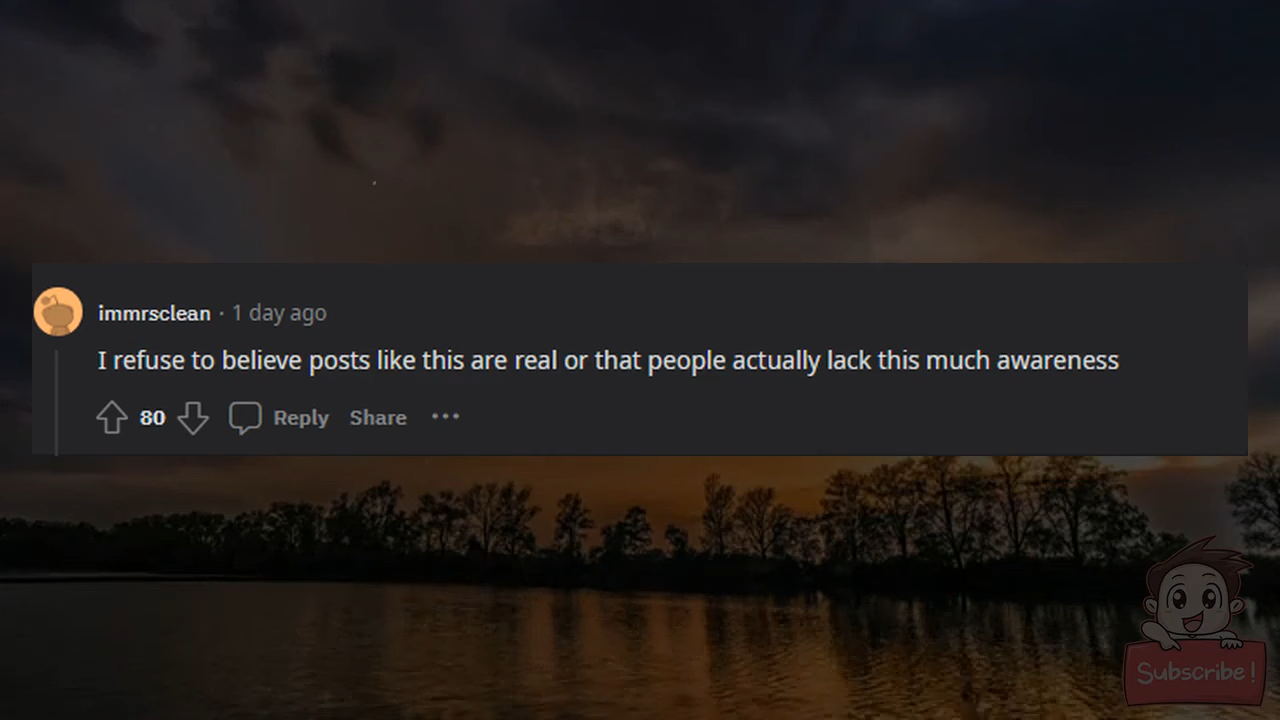 immrsclean · 1 day ago
I refuse to believe posts like this are real or that people actually lack this much awareness
80 Reply Share •••
Subscribe!